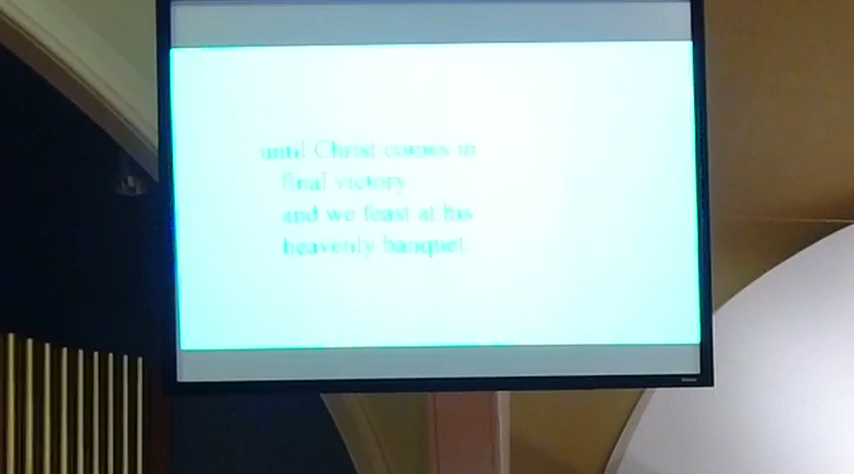 until Christ comes in
final victory
and we feast at his
heavenly banquet.